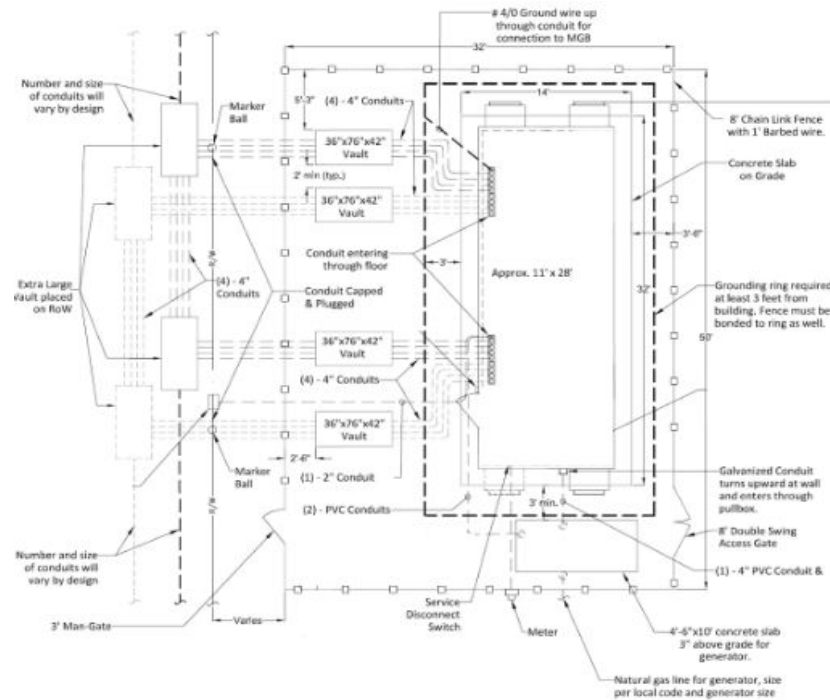 # 4/0 Ground wire up
through conduit for
connection to MGB
32'
Number and size
of conduits will
vary by design
Marker
Ball
5'-3"
(4) - 4"
Conduits
14'
8' Chain Link Fence
with 1' Barbed wire.
36"x76"x42"
Vault
2' min (typ.)
36"x76"x42"
Vault
Concrete Slab
on Grade
3'-6"
R/W
Conduit entering
through floor
3'
Approx. 11' x 28'
32'
Extra Large
Vault placed
on RoW
(4) - 4"
Conduits
Conduit Capped
& Plugged
Grounding ring required
at least 3 feet from
building. Fence must be
bonded to ring as well.
36"x76"x42"
Vault
(4) - 4" Conduits
36"x76"x42"
Vault
2'-6"
Marker
Ball
(1) - 2" Conduit
(2) - PVC Conduits
R/W
3' min.
Galvanized Conduit
turns upward at wall
and enters through
pullbox.
8' Double Swing
Access Gate
Number and size
of conduits will
vary by design
(1) - 4" PVC Conduit &
3' Man-Gate
Varies
Service
Disconnect
Switch
Meter
4'-6"x10' concrete slab
3" above grade for
generator.
Natural gas line for generator, size
per local code and generator size